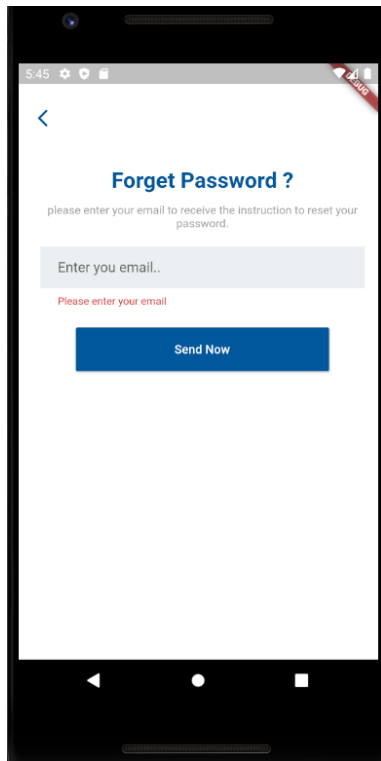 5:45
DEBUG
Forget Password ?
please enter your email to receive the instruction to reset your
password.
Enter you email..
Please enter your email
Send Now